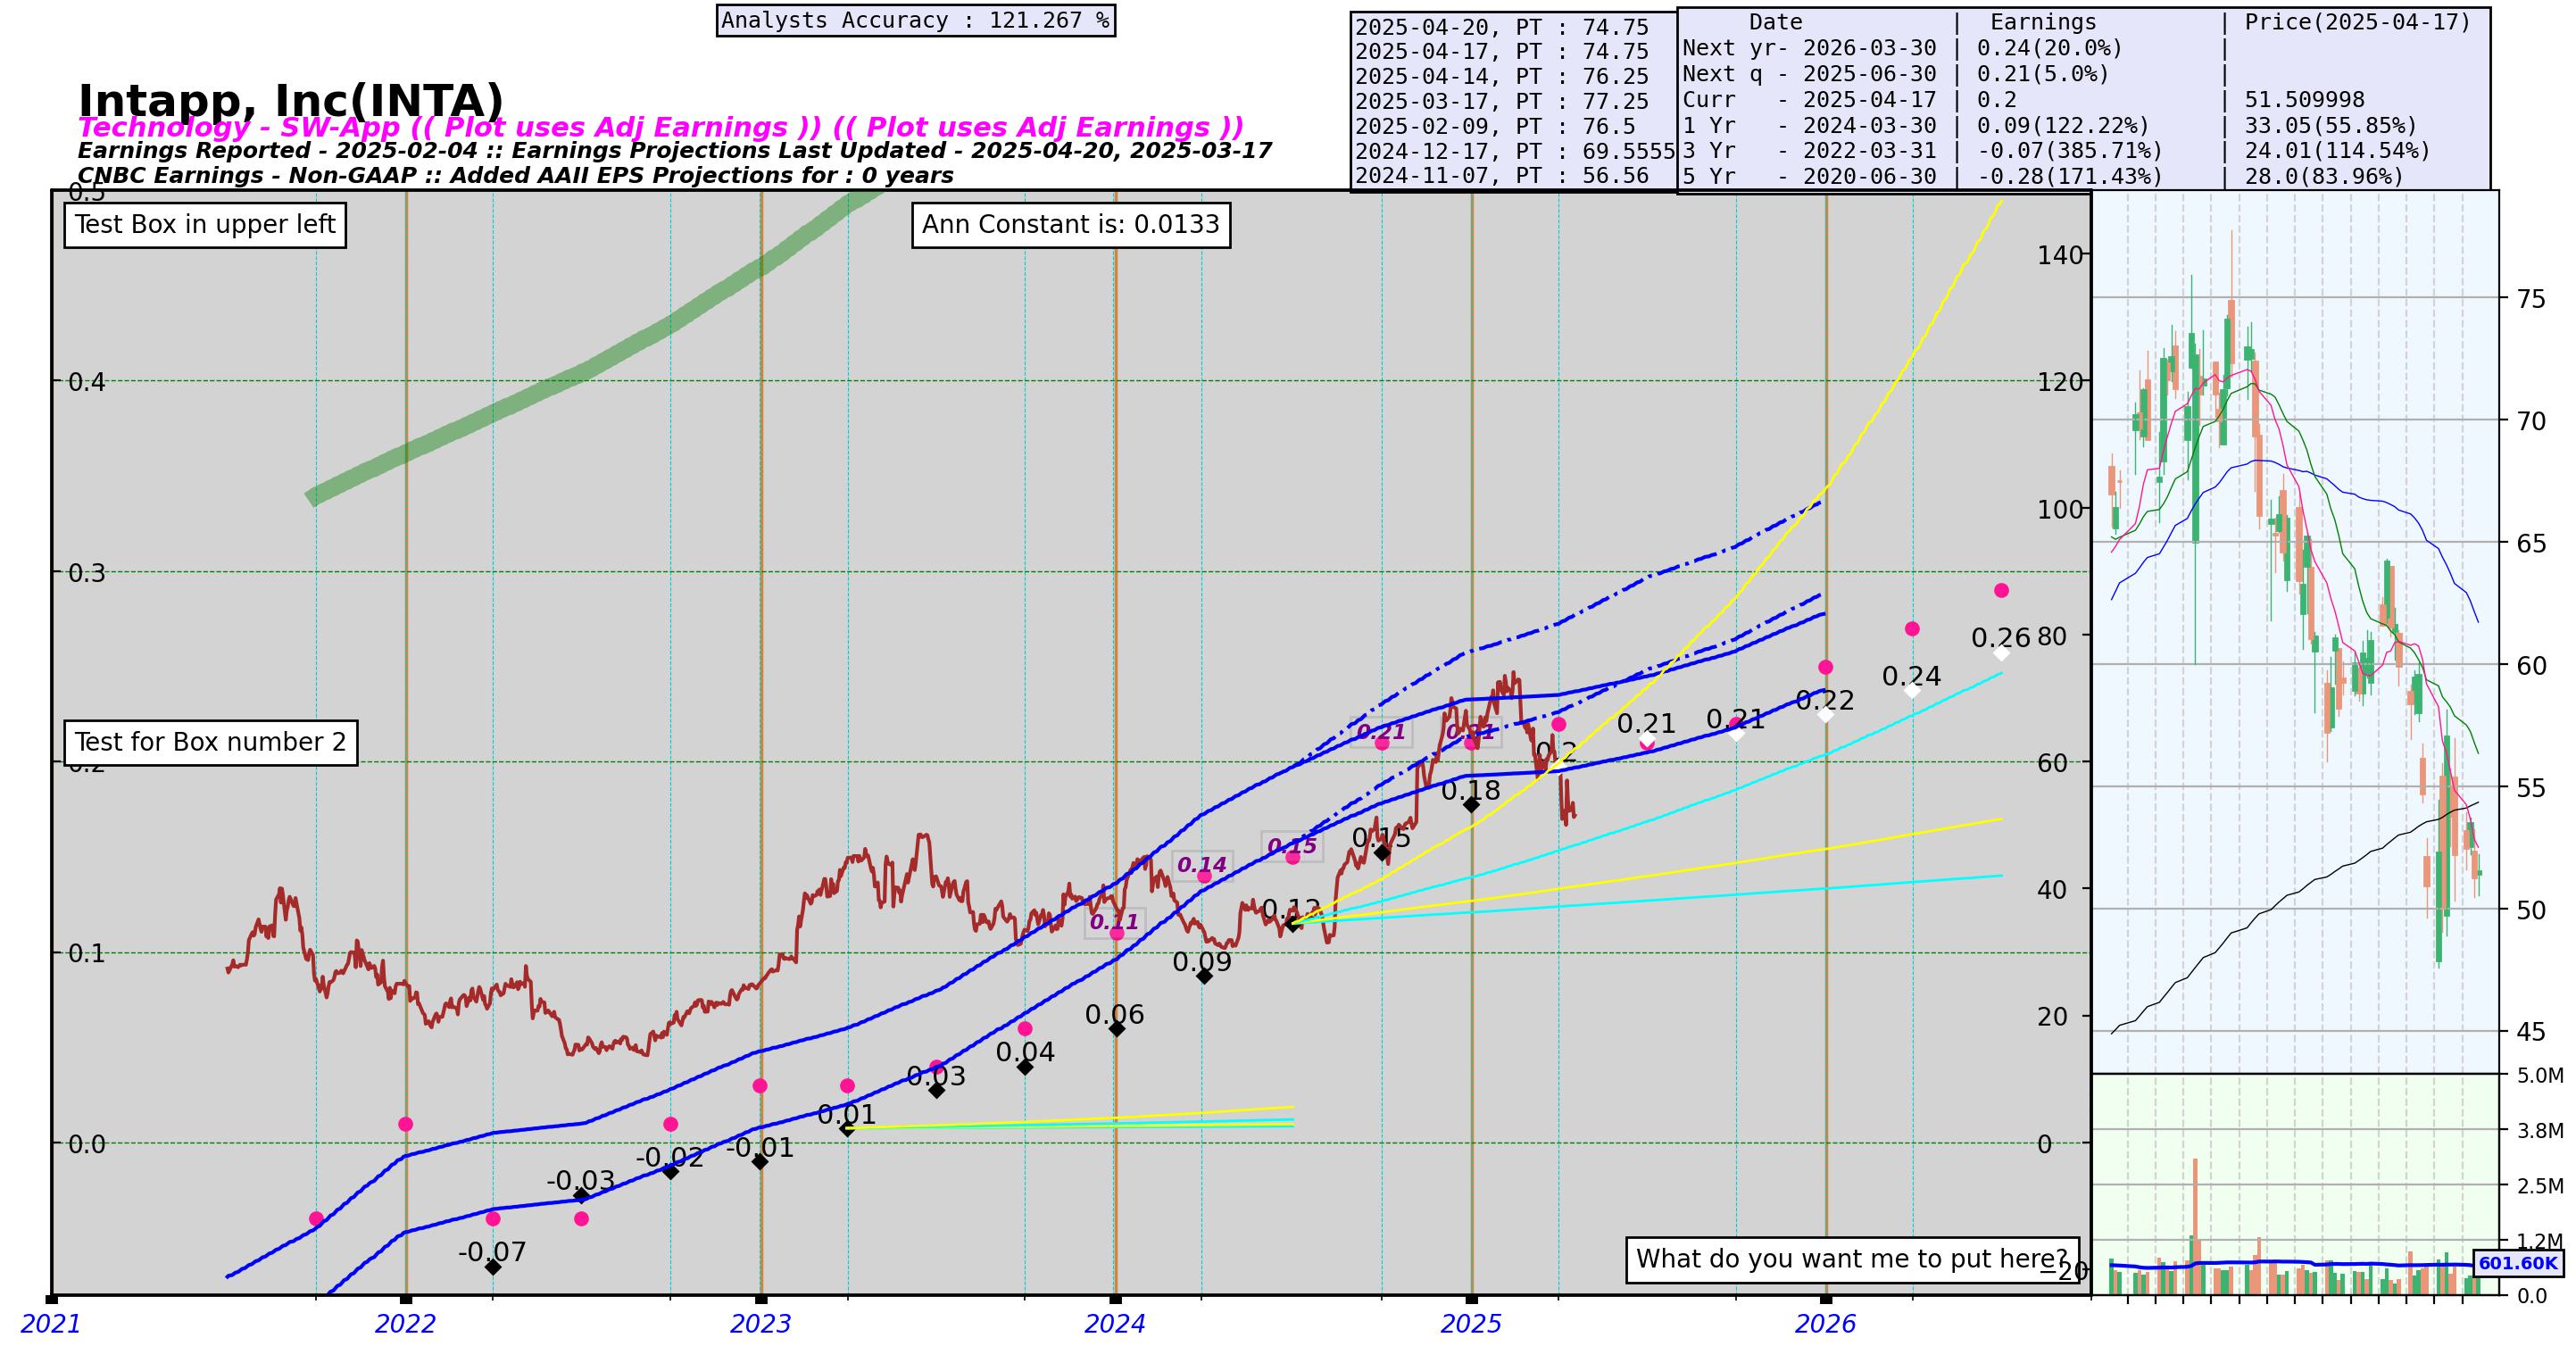 Analysts Accuracy : 121.267 %
2025-04-20, PT : 74.75
2025-04-17, PT : 74.75
2025-04-14, PT : 76.25
2025-03-17, PT : 77.25
2025-02-09, PT : 76.5
2024-12-17, PT : 69.5555
2024-11-07, PT : 56.56
Date | Earnings | Price(2025-04-17)
Next yr- 2026-03-30 | 0.24(20.0%) |
Next q - 2025-06-30 | 0.21(5.0%) |
Curr - 2025-04-17 | 0.2 | 51.509998
1 Yr - 2024-03-30 | 0.09(122.22%) | 33.05(55.85%)
3 Yr - 2022-03-31 | -0.07(385.71%) | 24.01(114.54%)
5 Yr - 2020-06-30 | -0.28(171.43%) | 28.0(83.96%)
Intapp, Inc(INTA)
Technology - SW-App (( Plot uses Adj Earnings )) (( Plot uses Adj Earnings ))
Earnings Reported - 2025-02-04 :: Earnings Projections Last Updated - 2025-04-20, 2025-03-17
CNBC Earnings - Non-GAAP :: Added AAII EPS Projections for : 0 years
Test Box in upper left
Ann Constant is: 0.0133
Test for Box number 2
What do you want me to put here?
0.5
0.4
0.3
0.2
0.1
0.0
-0.07
-0.03
-0.02
-0.01
0.01
0.03
0.04
0.06
0.09
0.12
0.15
0.18
0.2
0.21
0.21
0.22
0.24
0.26
0.11
0.14
0.15
0.21
0.21
140
120
100
80
60
40
20
0
−20
75
70
65
60
55
50
45
5.0M
3.8M
2.5M
1.2M
601.60K
0.0
2021
2022
2023
2024
2025
2026